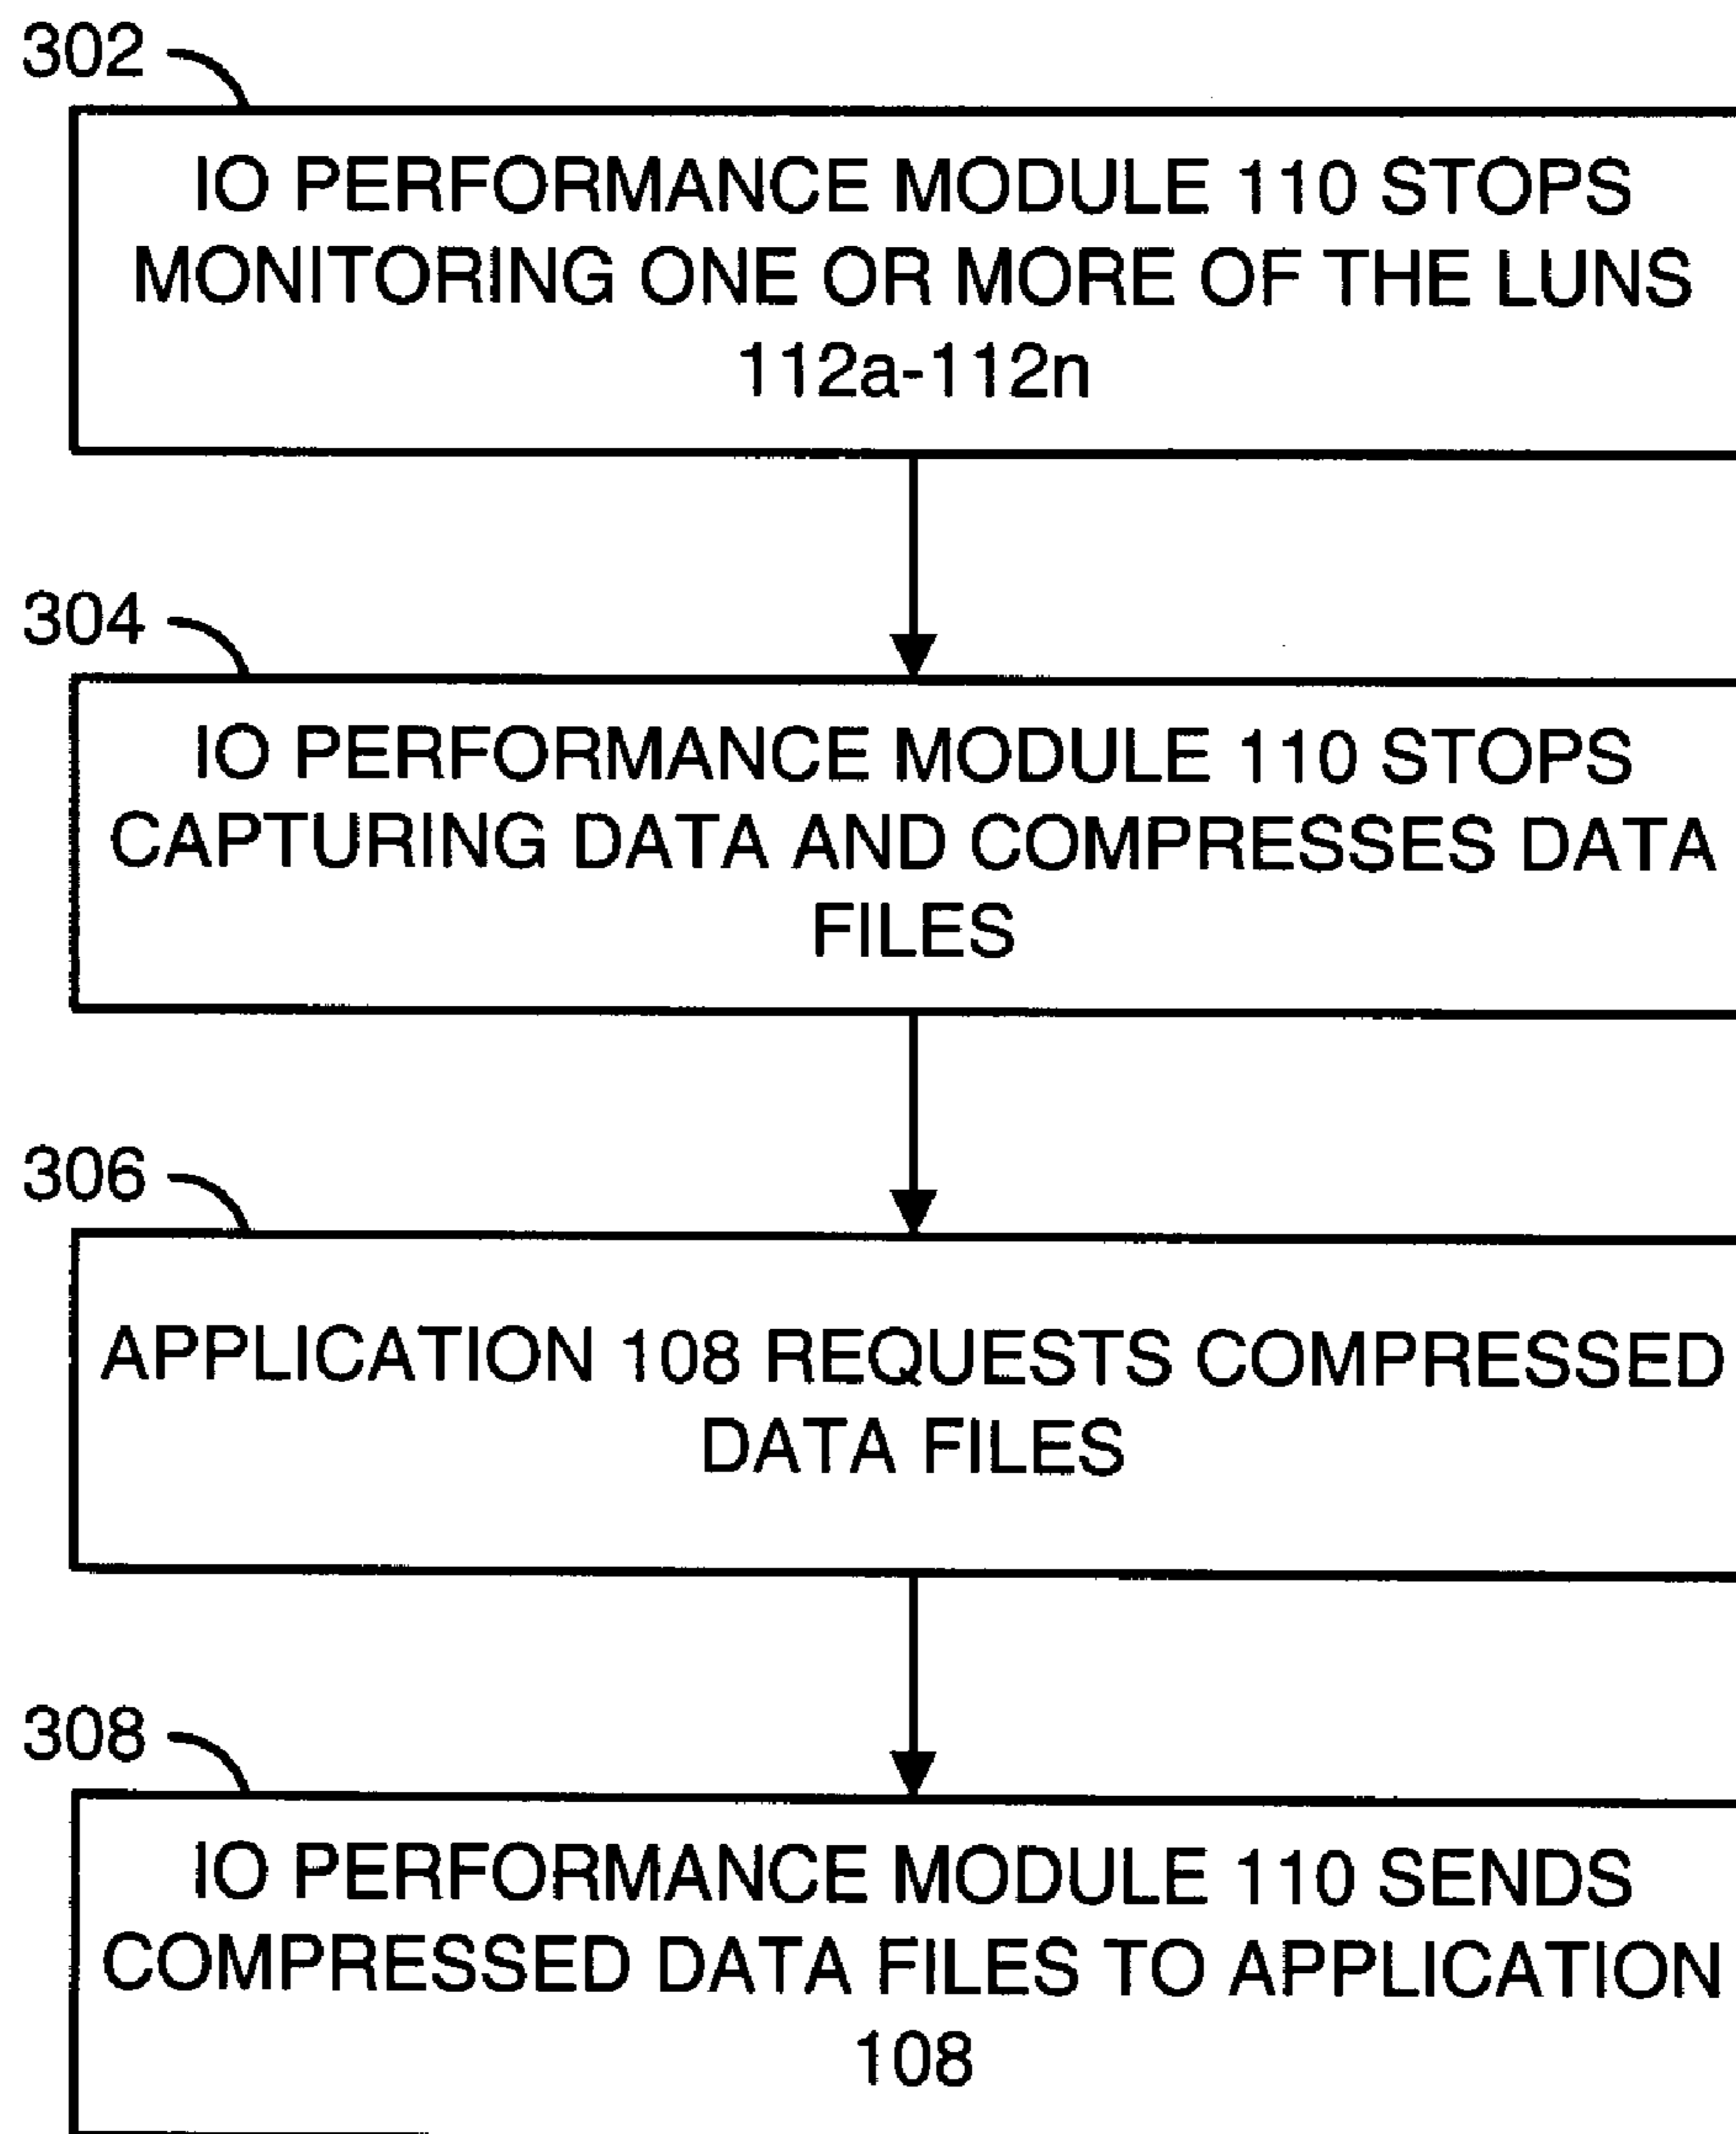 302
IO PERFORMANCE MODULE 110 STOPS
MONITORING ONE OR MORE OF THE LUNS
112a-112n
304
IO PERFORMANCE MODULE 110 STOPS
CAPTURING DATA AND COMPRESSES DATA
FILES
306
APPLICATION 108 REQUESTS COMPRESSED
DATA FILES
308
IO PERFORMANCE MODULE 110 SENDS
COMPRESSED DATA FILES TO APPLICATION
108